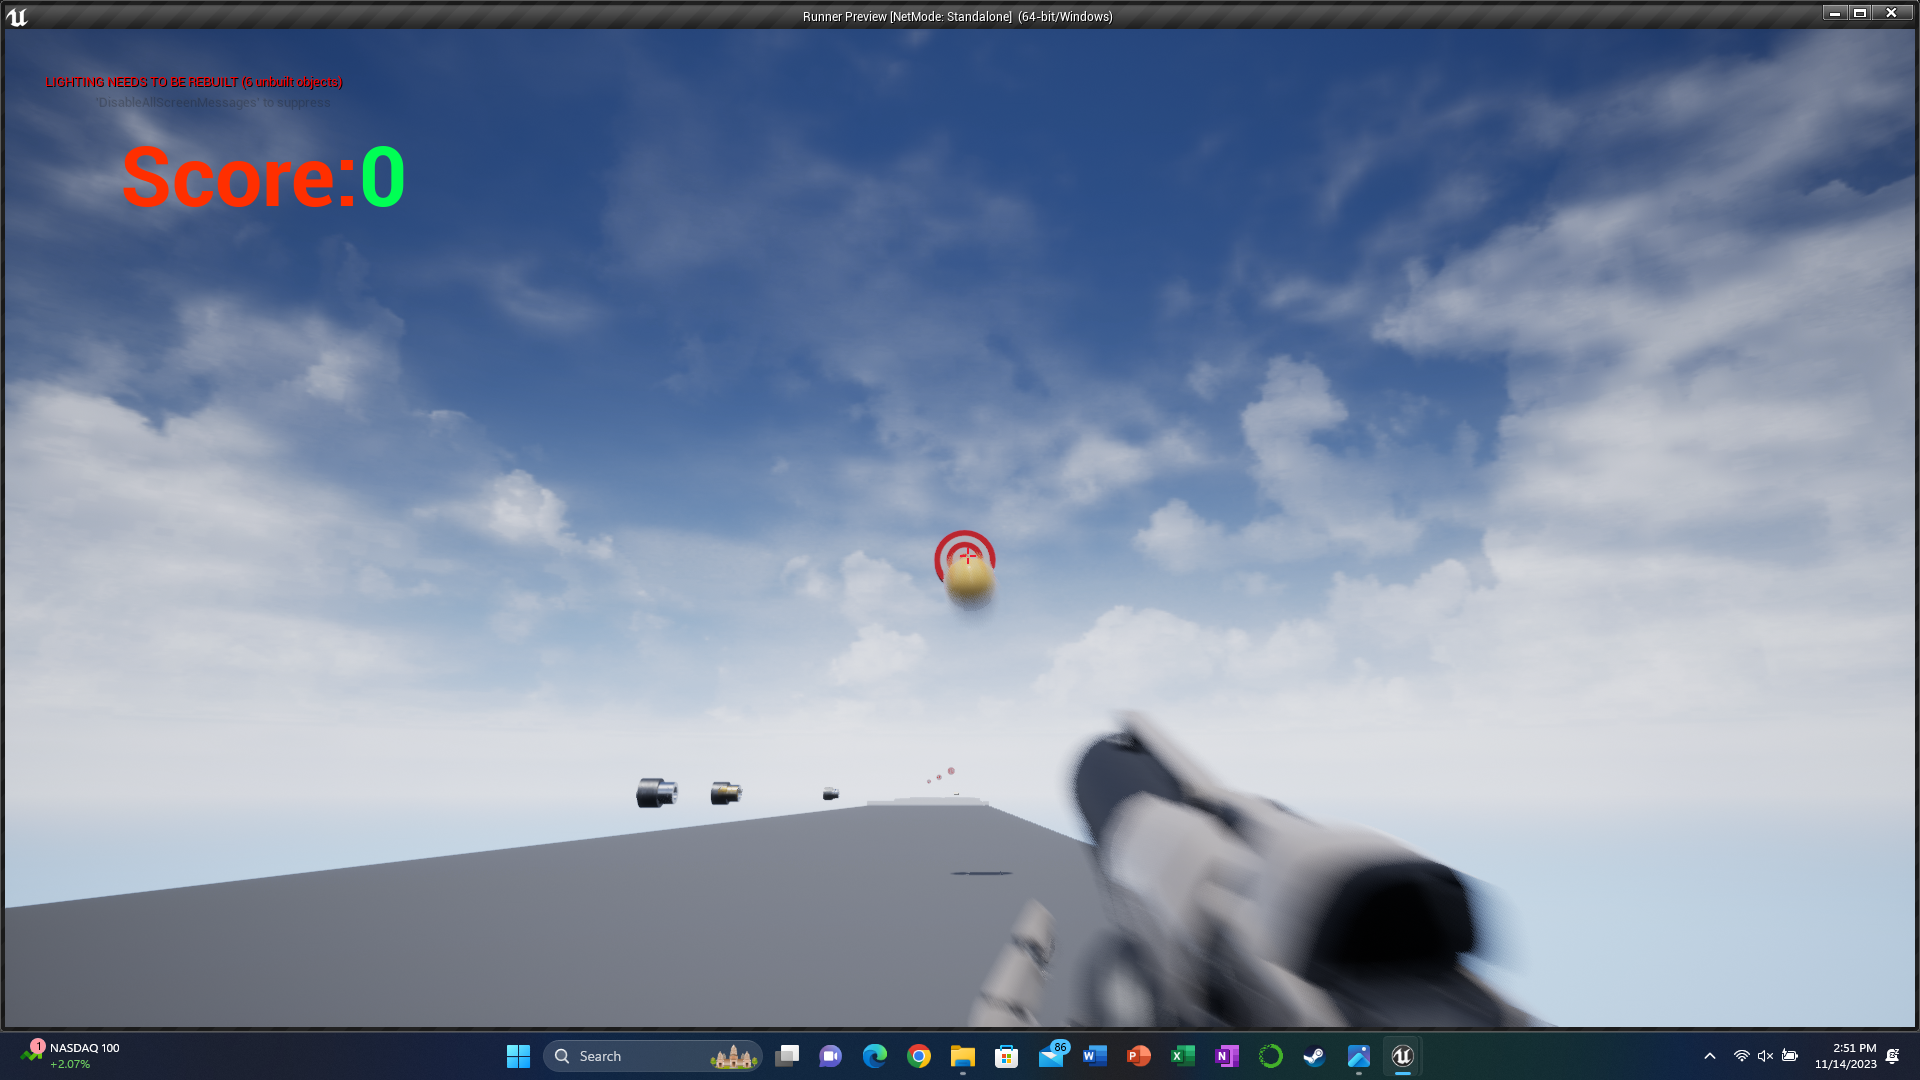 Runner Preview [NetMode: Standalone] (64-bit/Windows)
LIGHTING NEEDS TO BE REBUILT (6 unbuilt objects)
'DisableAllScreenMessages' to suppress
Score:0
1
NASDAQ 100
+2.07%
Search
86
2:51 PM
11/14/2023